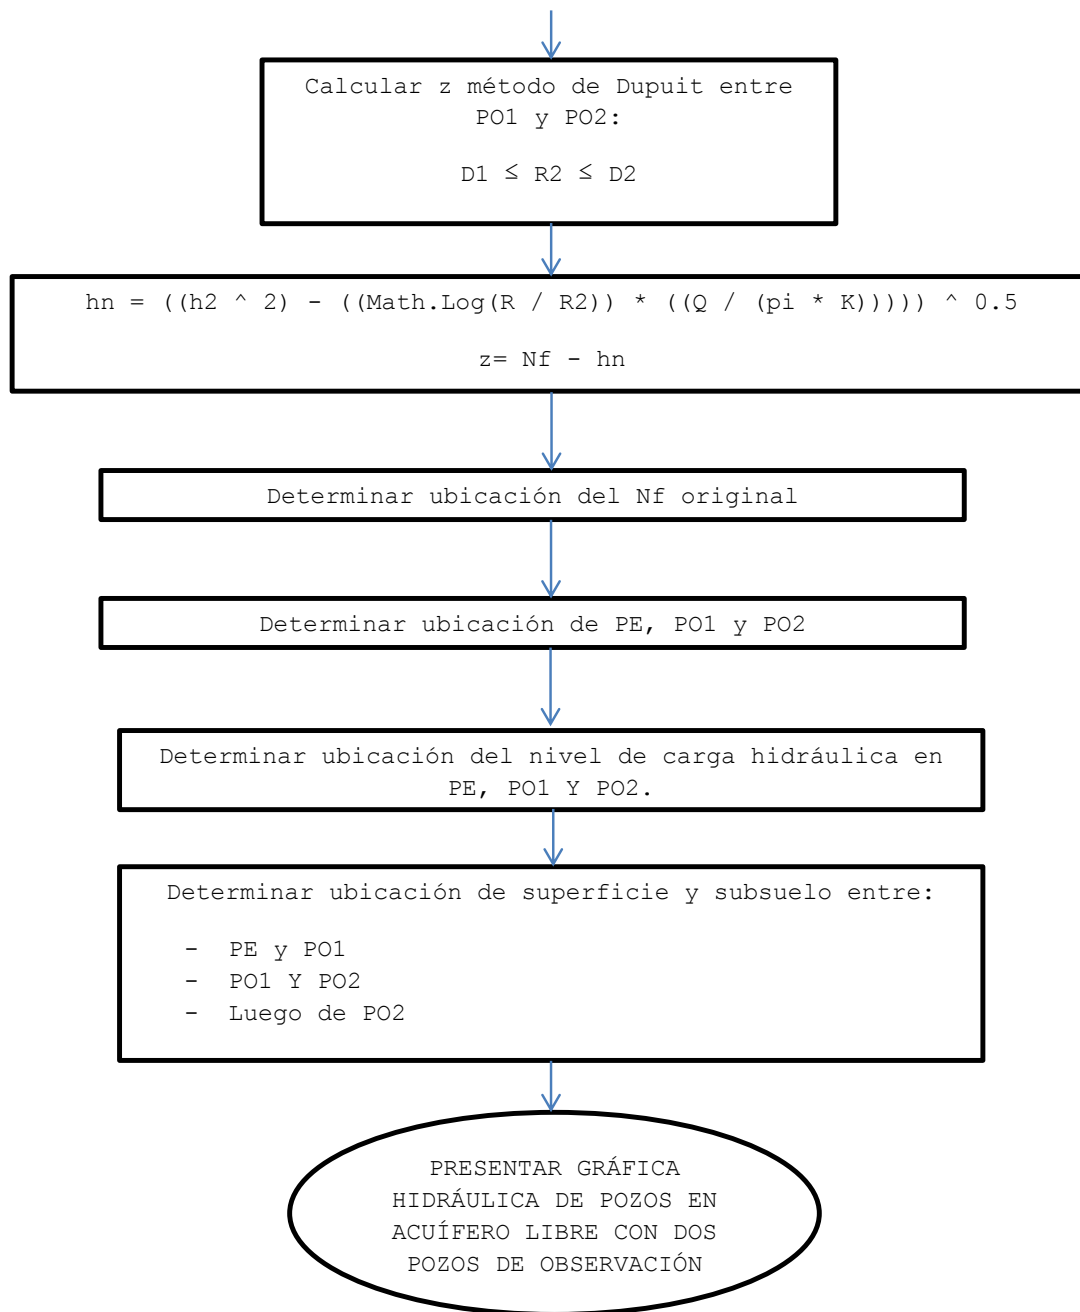 Calcular z método de Dupuit entre
PO1 y PO2:
D1 ≤ R2 ≤ D2
hn = ((h2 ^ 2) - ((Math.Log(R / R2)) * ((Q / (pi * K))))) ^ 0.5
z= Nf - hn
Determinar ubicación del Nf original
Determinar ubicación de PE, PO1 y PO2
Determinar ubicación del nivel de carga hidráulica en
PE, PO1 Y PO2.
Determinar ubicación de superficie y subsuelo entre:
- PE y PO1
- PO1 Y PO2
- Luego de PO2
PRESENTAR GRÁFICA
HIDRÁULICA DE POZOS EN
ACUÍFERO LIBRE CON DOS
POZOS DE OBSERVACIÓN